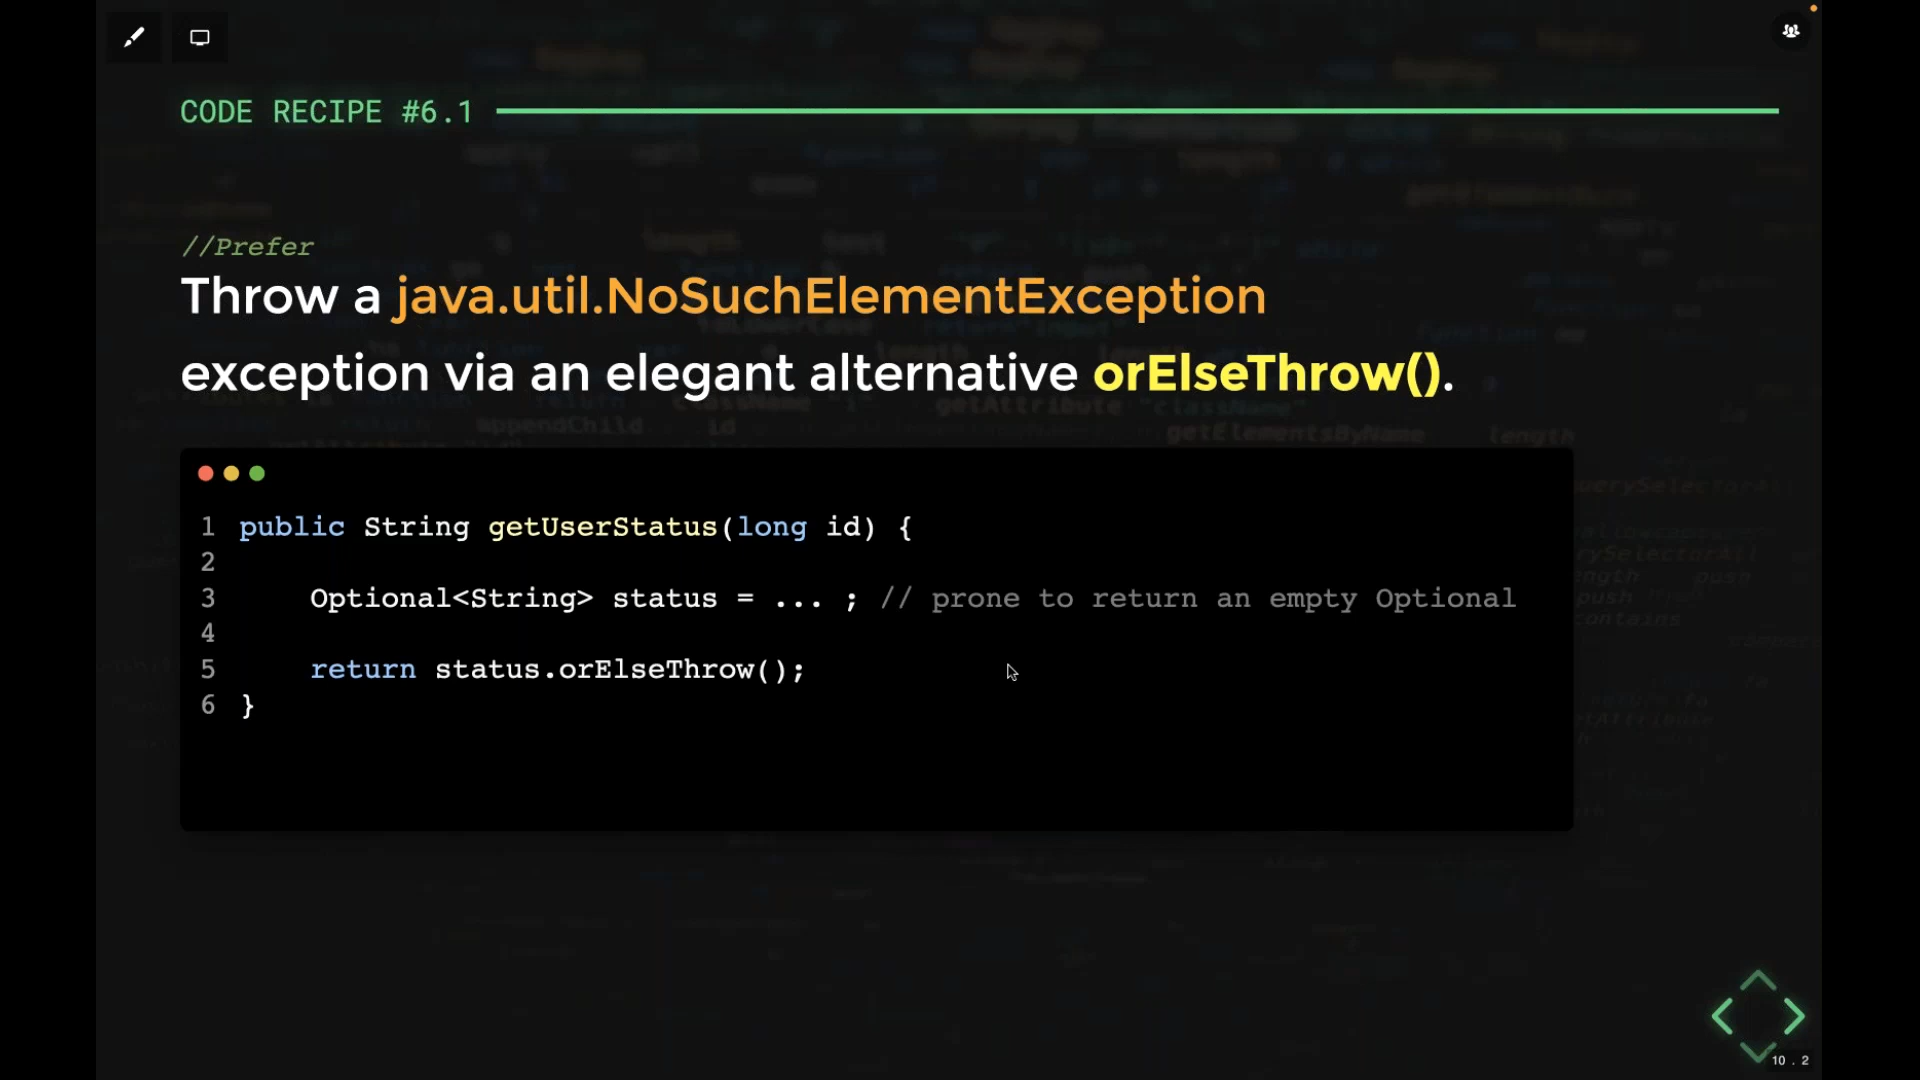 CODE RECIPE #6.1
//Prefer
Throw a java.util.NoSuchElementException
exception via an elegant alternative orElseThrow().
1 public String getUserStatus(long id) {
2
3 Optional<String> status = ... ; // prone to return an empty Optional
4
5 return status.orElseThrow();
6 }
10 . 2